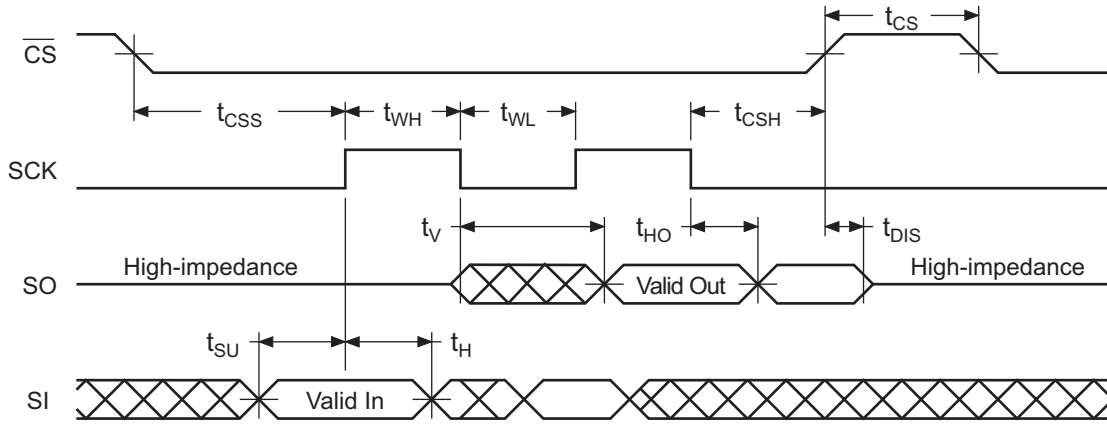 t_CS
C̅S̅
t_CSS t_WH t_WL t_CSH
SCK
t_V t_HO t_DIS
SO High-impedance Valid Out High-impedance
t_SU t_H
SI Valid In